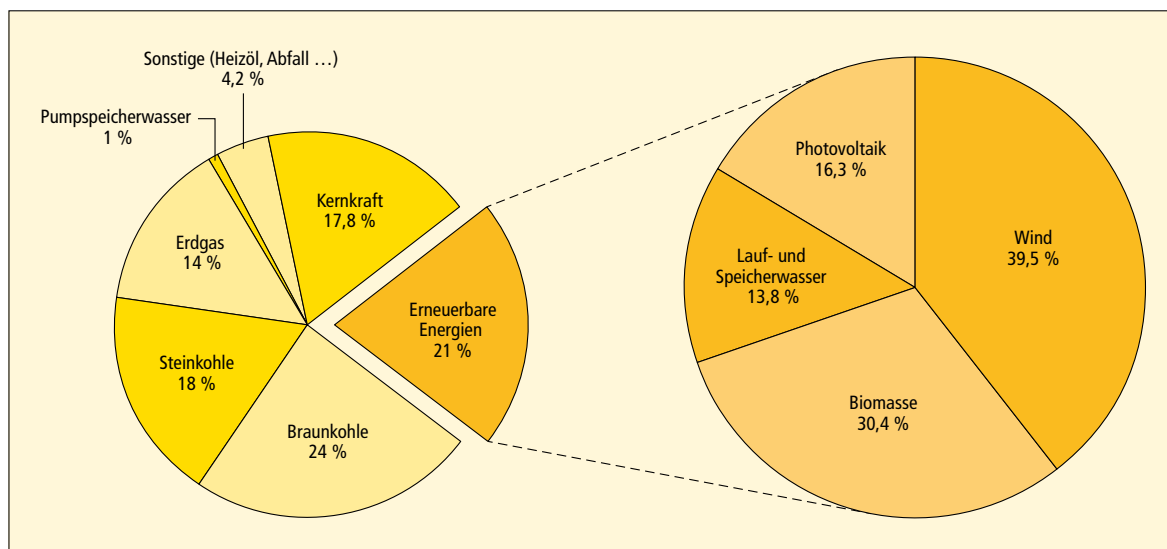 Sonstige (Heizöl, Abfall …)
4,2 %
Pumpspeicherwasser
1 %
Kernkraft
17,8 %
Erdgas
14 %
Erneuerbare
Energien
21 %
Steinkohle
18 %
Braunkohle
24 %
Photovoltaik
16,3 %
Wind
39,5 %
Lauf- und
Speicherwasser
13,8 %
Biomasse
30,4 %